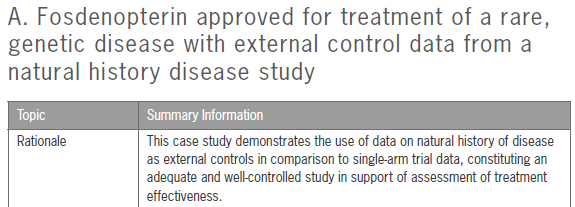 A. Fosdenopterin approved for treatment of a rare,
genetic disease with external control data from a
natural history disease study
Topic
Summary Information
Rationale
This case study demonstrates the use of data on natural history of disease
as external controls in comparison to single-arm trial data, constituting an
adequate and well-controlled study in support of assessment of treatment
effectiveness.